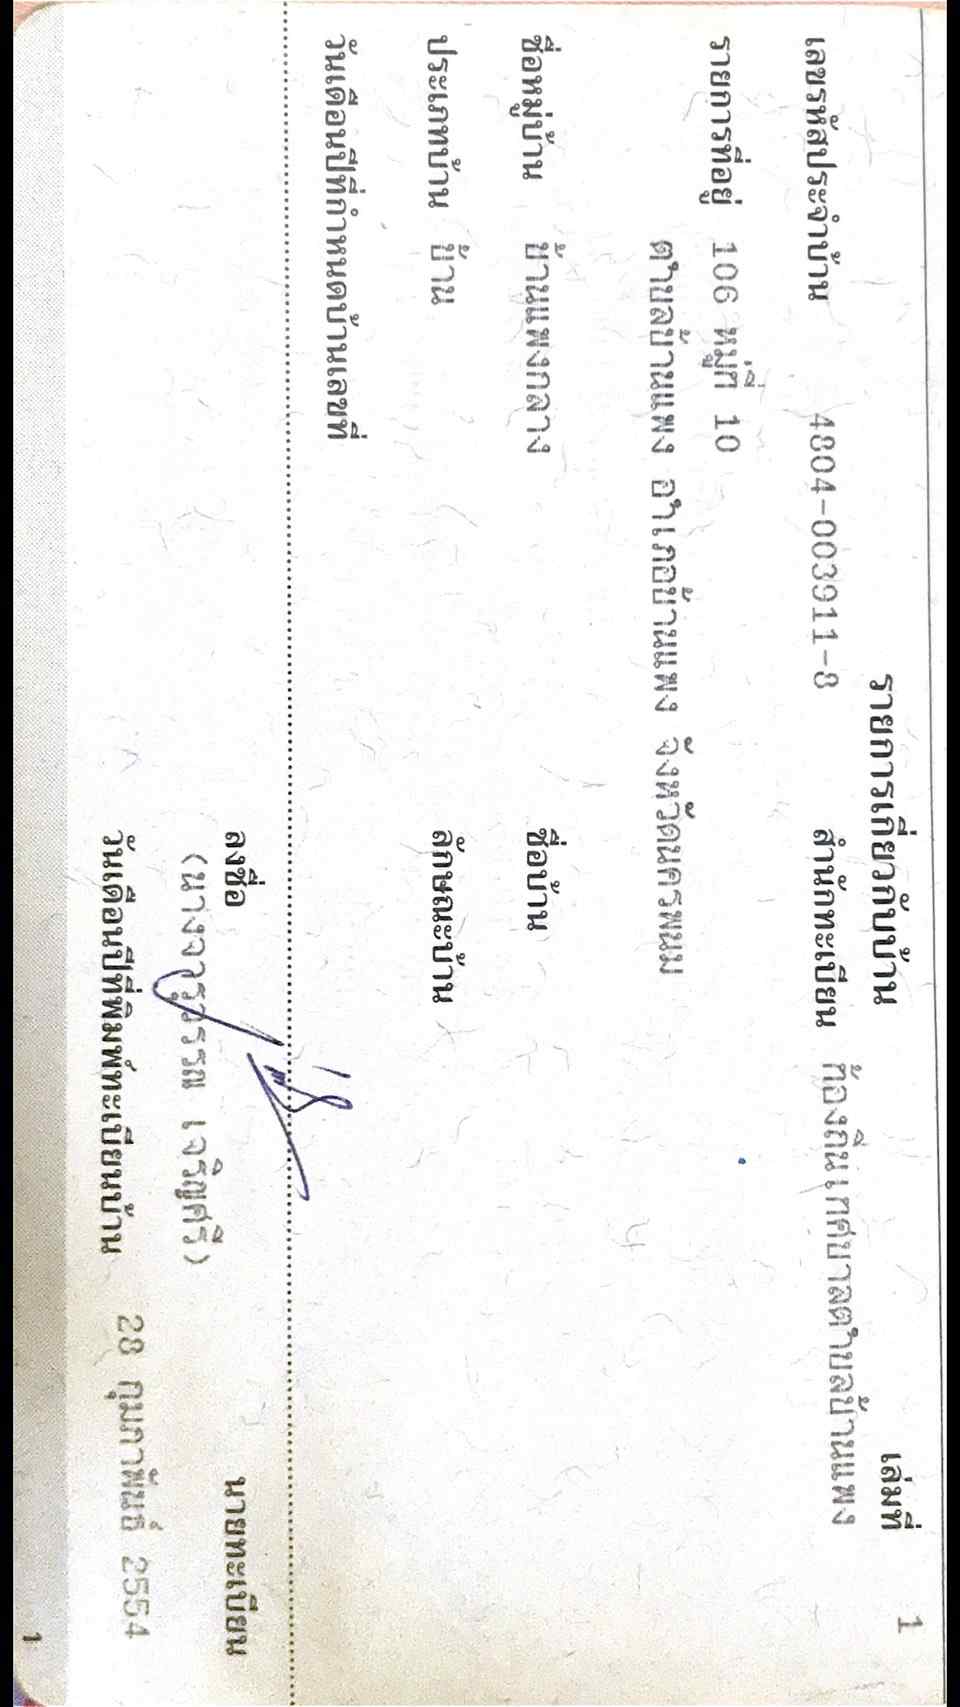 รายการเกี่ยวกับบ้าน เล่มที่ 1
เลขรหัสประจำบ้าน 4804-003911-8 สำนักทะเบียน ท้องถิ่นเทศบาลตำบลบ้านแพง
รายการที่อยู่ 106 หมู่ที่ 10
ตำบลบ้านแพง อำเภอบ้านแพง จังหวัดนครพนม
ชื่อหมู่บ้าน บ้านแพงกลาง ชื่อบ้าน
ประเภทบ้าน บ้าน ลักษณะบ้าน
วันเดือนปีที่กำหนดบ้านเลขที่
ลงชื่อ นายทะเบียน
(นางจารุวรรณ เจริญศรี)
วันเดือนปีที่พิมพ์ทะเบียนบ้าน 28 กุมภาพันธ์ 2554
1